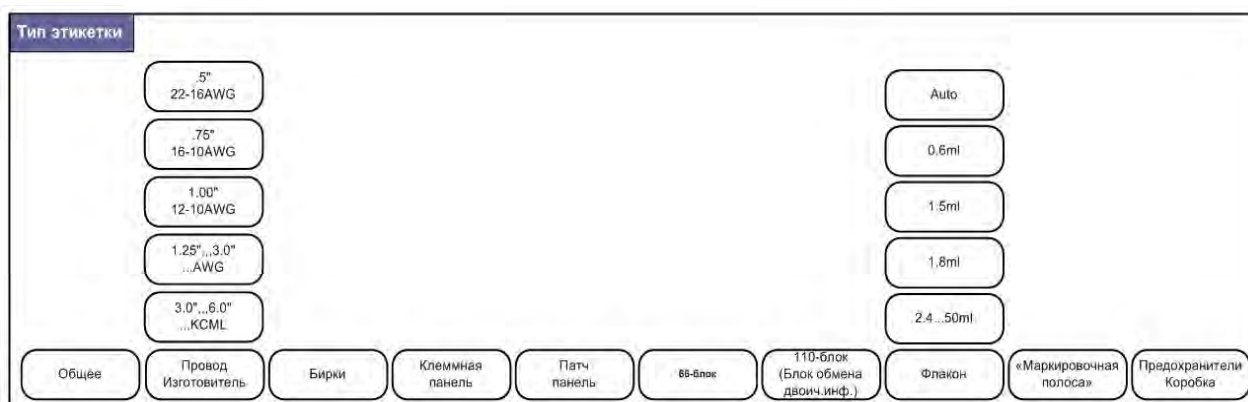 Тип этикетки
.5"
22-16AWG
Auto
.75"
16-10AWG
0.6ml
1.00"
12-10AWG
1.5ml
1.25",,,3.0"
...AWG
1.8ml
3.0",,,6.0"
...KCML
2.4...50ml
Общее
Провод
Изготовитель
Бирки
Клеммная
панель
Патч
панель
66-блок
110-блок
(Блок обмена
двоич.инф.)
Флакон
«Маркировочная
полоса»
Предохранители
Коробка